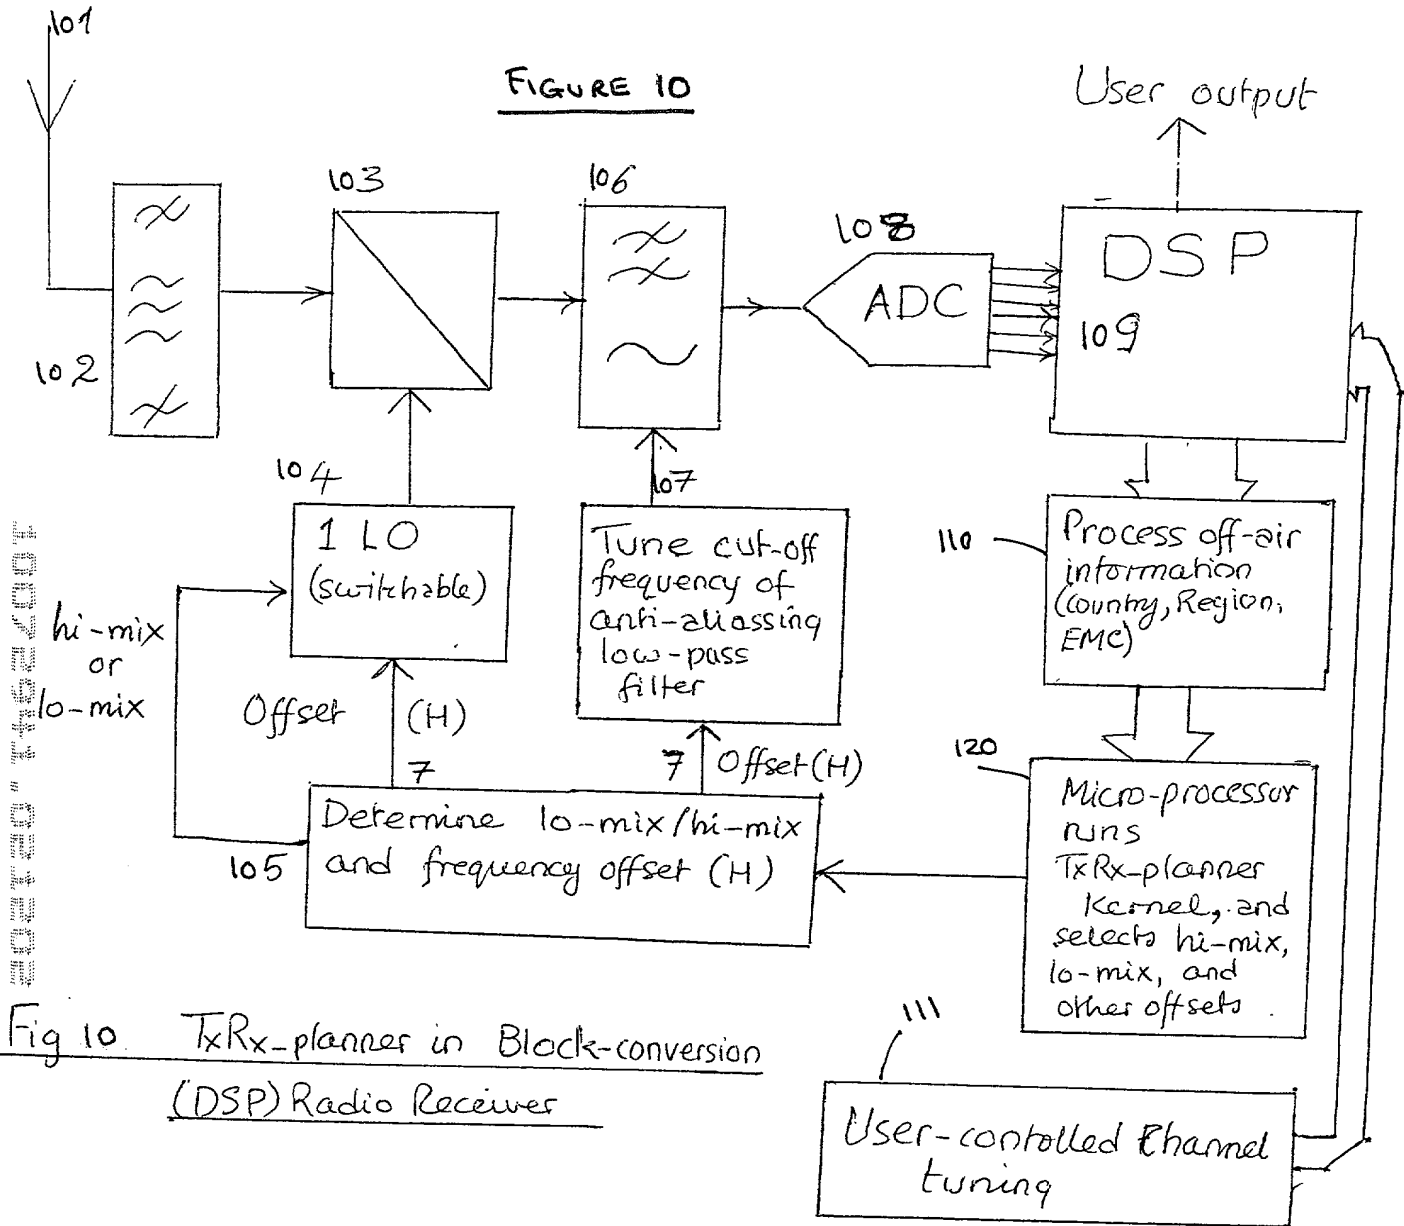 101
FIGURE 10
User output
103
106
108
DSP
ADC
109
102
104
107
1 LO
(switchable)
Tune cut-off
frequency of
anti-aliassing
low-pass
filter
110
Process off-air
information
(Country, Region,
EMC)
hi-mix
or
lo-mix
Offset (H)
7
7 Offset (H)
120
Micro-processor
runs
TxRx-planner
Kernel, and
selects hi-mix,
lo-mix, and
other offsets.
105
Determine lo-mix/hi-mix
and frequency offset (H)
10072941.021202
Fig 10 TxRx-planner in Block-conversion
(DSP) Radio Receiver
111
User-contolled Channel
tuning